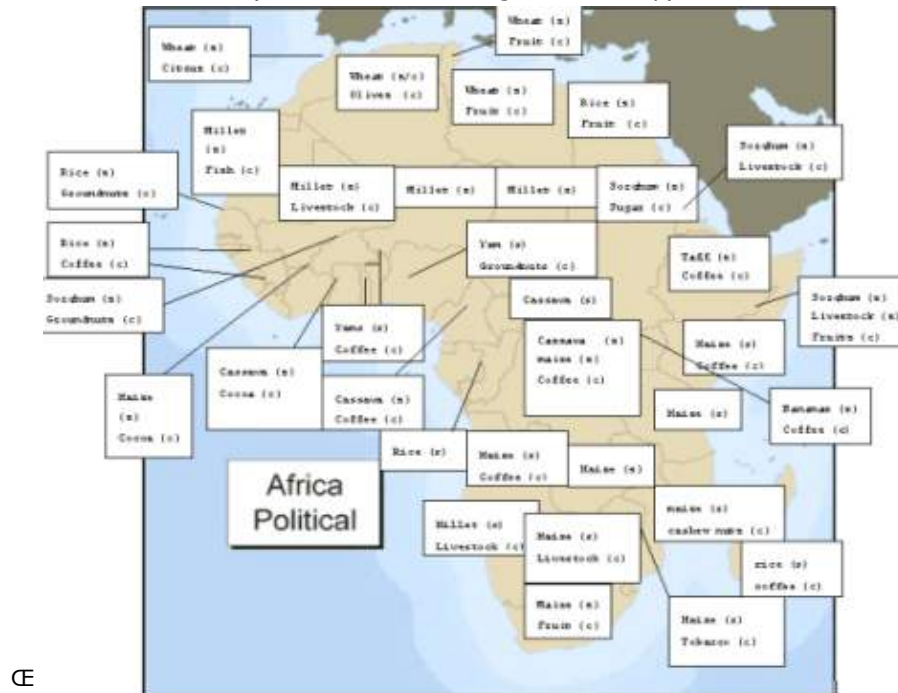 Wheat (s)
Fruit (c)
Wheat (s)
Citrus (c)
Wheat (s/c)
Olives (c)
Wheat (s)
Fruit (c)
Rice (s)
Fruit (c)
Millet
(s)
Fish (c)
Sorghum (s)
Livestock (c)
Rice (s)
Groundnuts (c)
Millet (s)
Livestock (c)
Millet (s)
Millet (s)
Sorghum (s)
Sugar (c)
Rice (s)
Coffee (c)
Yam (s)
Groundnuts (c)
Taff (s)
Coffee (c)
Sorghum (s)
Groundnuts (c)
Cassava (s)
Sorghum (s)
Livestock (s)
Fruits (c)
Yams (s)
Coffee (c)
Cassava (s)
maize (s)
Coffee (c)
Maize (s)
Coffee (c)
Cassava (s)
Cocoa (c)
Cassava (s)
Coffee (c)
Maize
(s)
Cocoa (c)
Maize (s)
Bananas (s)
Coffee (c)
Rice (s)
Maize (s)
Coffee (c)
Maize (s)
Africa
Political
maize (s)
cashew nuts (c)
Millet (s)
Livestock (c)
Maize (s)
Livestock (c)
rice (s)
coffee (c)
Maize (s)
Fruit (c)
Maize (s)
Tobacco (c)
Œ